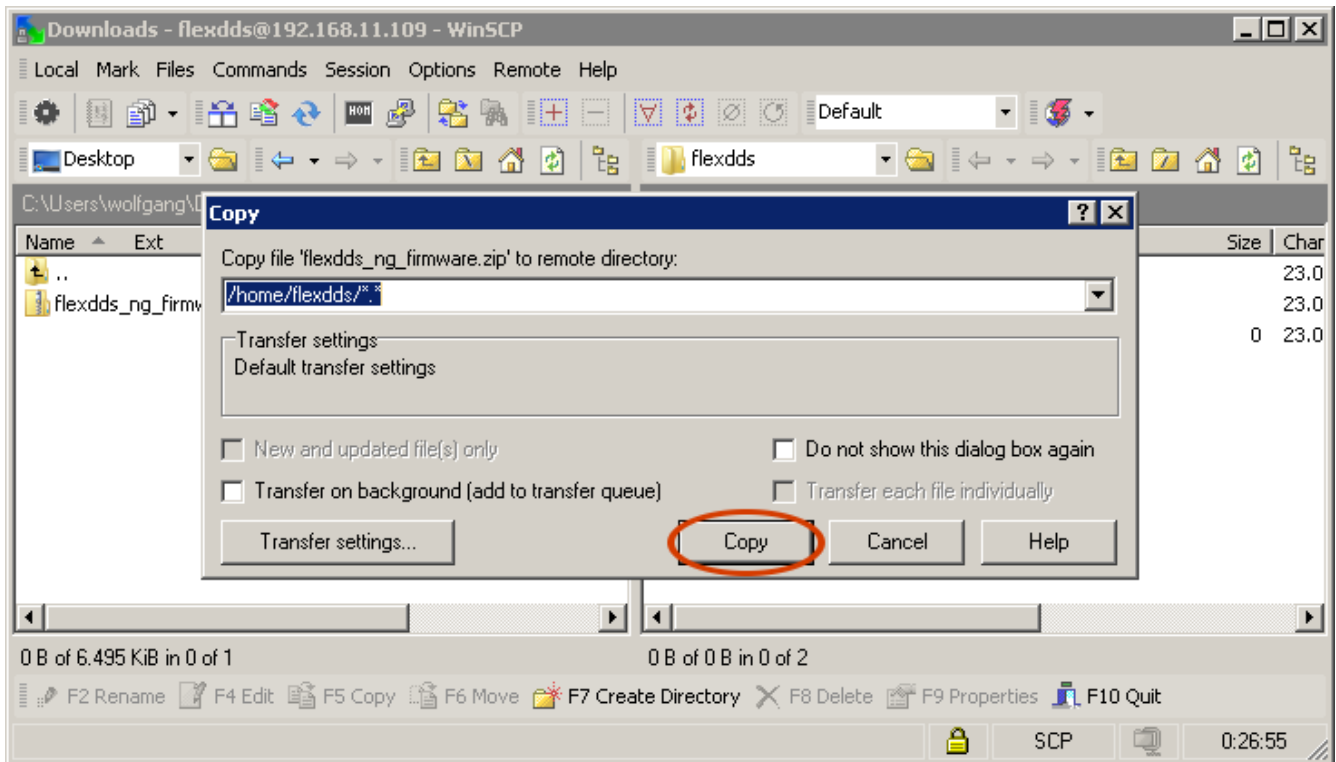 Downloads - flexdds@192.168.11.109 - WinSCP
Local Mark Files Commands Session Options Remote Help
Default
Desktop
flexdds
C:\Users\wolfgang\D
Copy
Name Ext
Size Char
Copy file 'flexdds_ng_firmware.zip' to remote directory:
..
23.0
/home/flexdds/*.*
flexdds_ng_firmw
23.0
Transfer settings
0 23.0
Default transfer settings
New and updated file(s) only
Do not show this dialog box again
Transfer on background (add to transfer queue)
Transfer each file individually
Transfer settings...
Copy
Cancel
Help
0 B of 6.495 KiB in 0 of 1
0 B of 0 B in 0 of 2
F2 Rename F4 Edit F5 Copy F6 Move F7 Create Directory F8 Delete F9 Properties F10 Quit
SCP
0:26:55